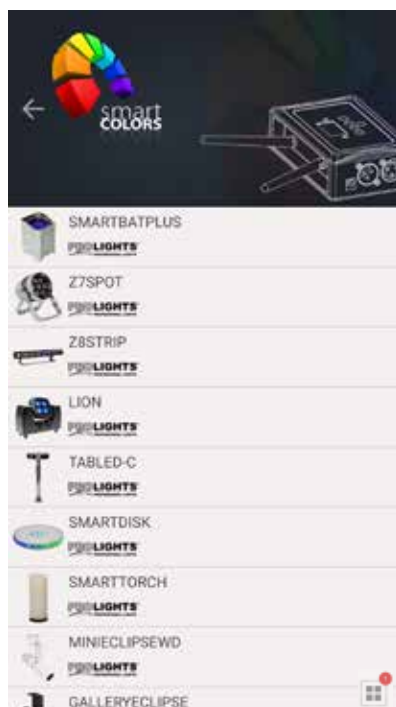 smart
COLORS
SMARTBATPLUS
PROLIGHTS
Z7SPOT
PROLIGHTS
Z8STRIP
PROLIGHTS
LION
PROLIGHTS
TABLED-C
PROLIGHTS
SMARTDISK
PROLIGHTS
SMARTTORCH
PROLIGHTS
MINIECLIPSEWD
PROLIGHTS
GALLERYECLIPSE